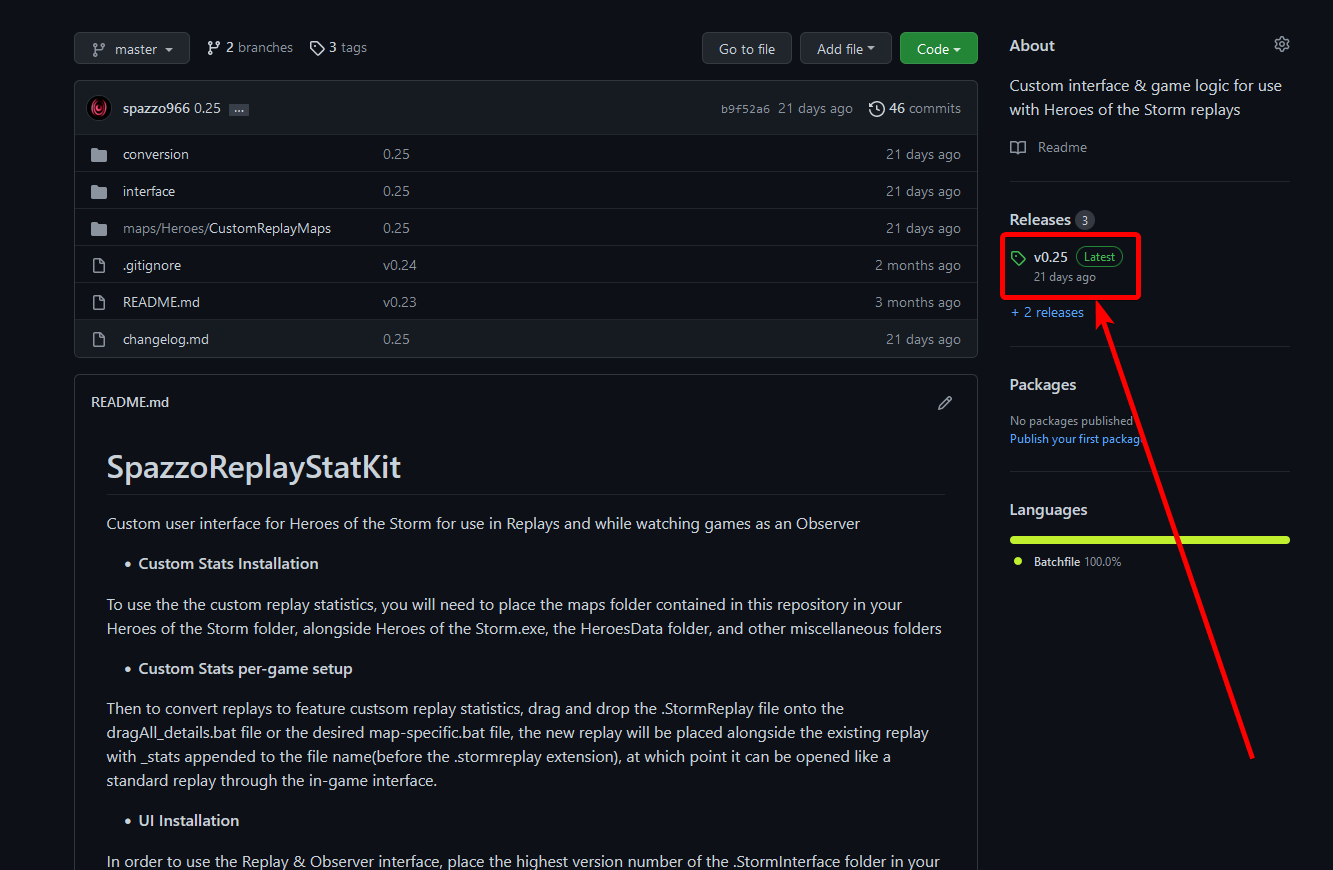 master
2 branches
3 tags
Go to file
Add file
Code
spazzo966 0.25 ...
b9f52a6 21 days ago 46 commits
conversion 0.25 21 days ago
interface 0.25 21 days ago
maps/Heroes/CustomReplayMaps 0.25 21 days ago
.gitignore v0.24 2 months ago
README.md v0.23 3 months ago
changelog.md 0.25 21 days ago
README.md
SpazzoReplayStatKit
Custom user interface for Heroes of the Storm for use in Replays and while watching games as an Observer
• Custom Stats Installation
To use the the custom replay statistics, you will need to place the maps folder contained in this repository in your
Heroes of the Storm folder, alongside Heroes of the Storm.exe, the HeroesData folder, and other miscellaneous folders
• Custom Stats per-game setup
Then to convert replays to feature custsom replay statistics, drag and drop the .StormReplay file onto the
dragAll_details.bat file or the desired map-specific.bat file, the new replay will be placed alongside the existing replay
with _stats appended to the file name(before the .stormreplay extension), at which point it can be opened like a
standard replay through the in-game interface.
• UI Installation
In order to use the Replay & Observer interface, place the highest version number of the .StormInterface folder in your
About
Custom interface & game logic for use
with Heroes of the Storm replays
Readme
Releases 3
v0.25 Latest
21 days ago
+ 2 releases
Packages
No packages published
Publish your first package
Languages
Batchfile 100.0%